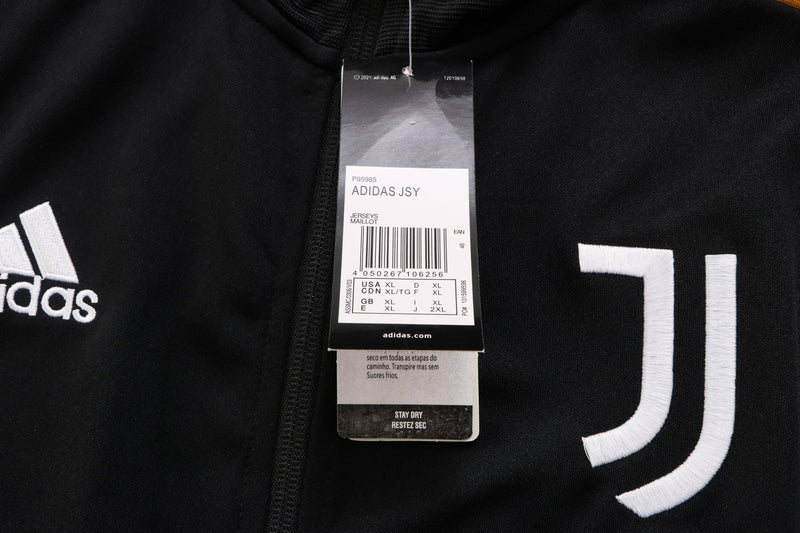 © 2021 adidas AG.
12010658
P95985
ADIDAS JSY
JERSEYS
MAILLOT
EAN
46
4 050267 106256
USA XL D XL
CDN XL/TG F XL
GB XL I XL
E XL J 2XL
adidas.com
adidas
seco em todas as etapas do
caminho. Transpire mas sem
Suores frios.
STAY DRY
RESTEZ SEC